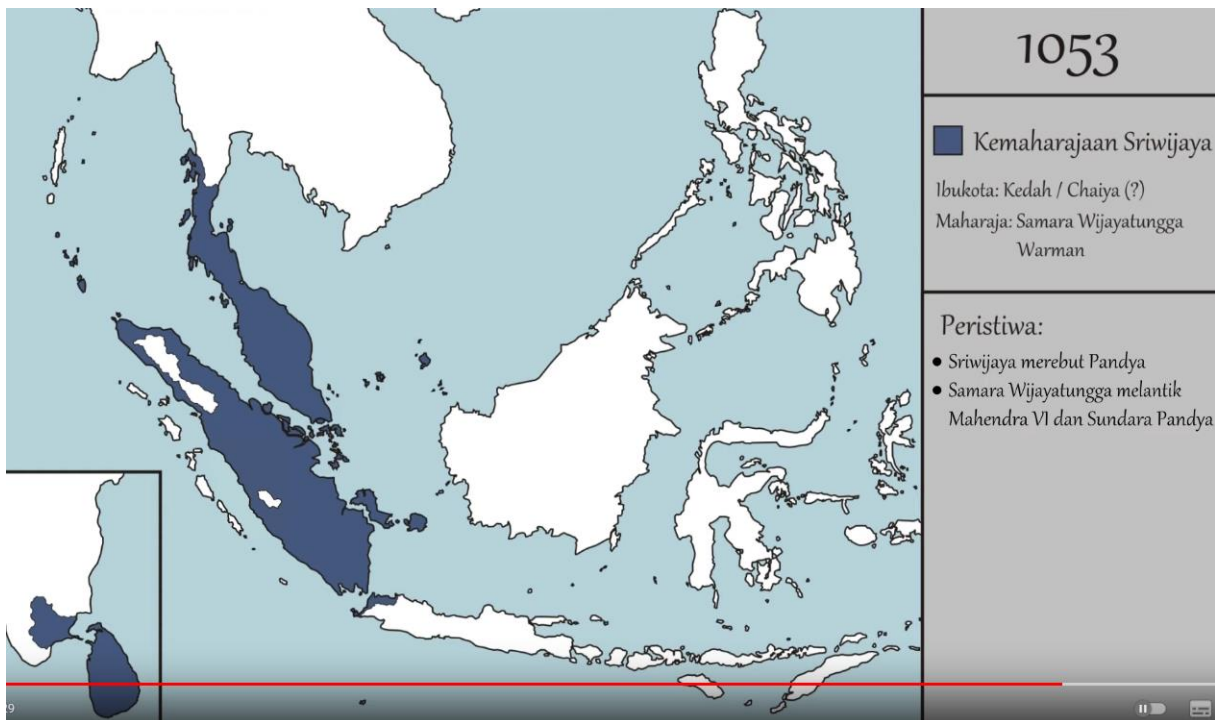 1053
Kemaharajaan Sriwijaya
Ibukota: Kedah / Chaiya (?)
Maharaja: Samara Wijayatungga
Warman
Peristiwa:
• Sriwijaya merebut Pandya
• Samara Wijayatungga melantik
Mahendra VI dan Sundara Pandya